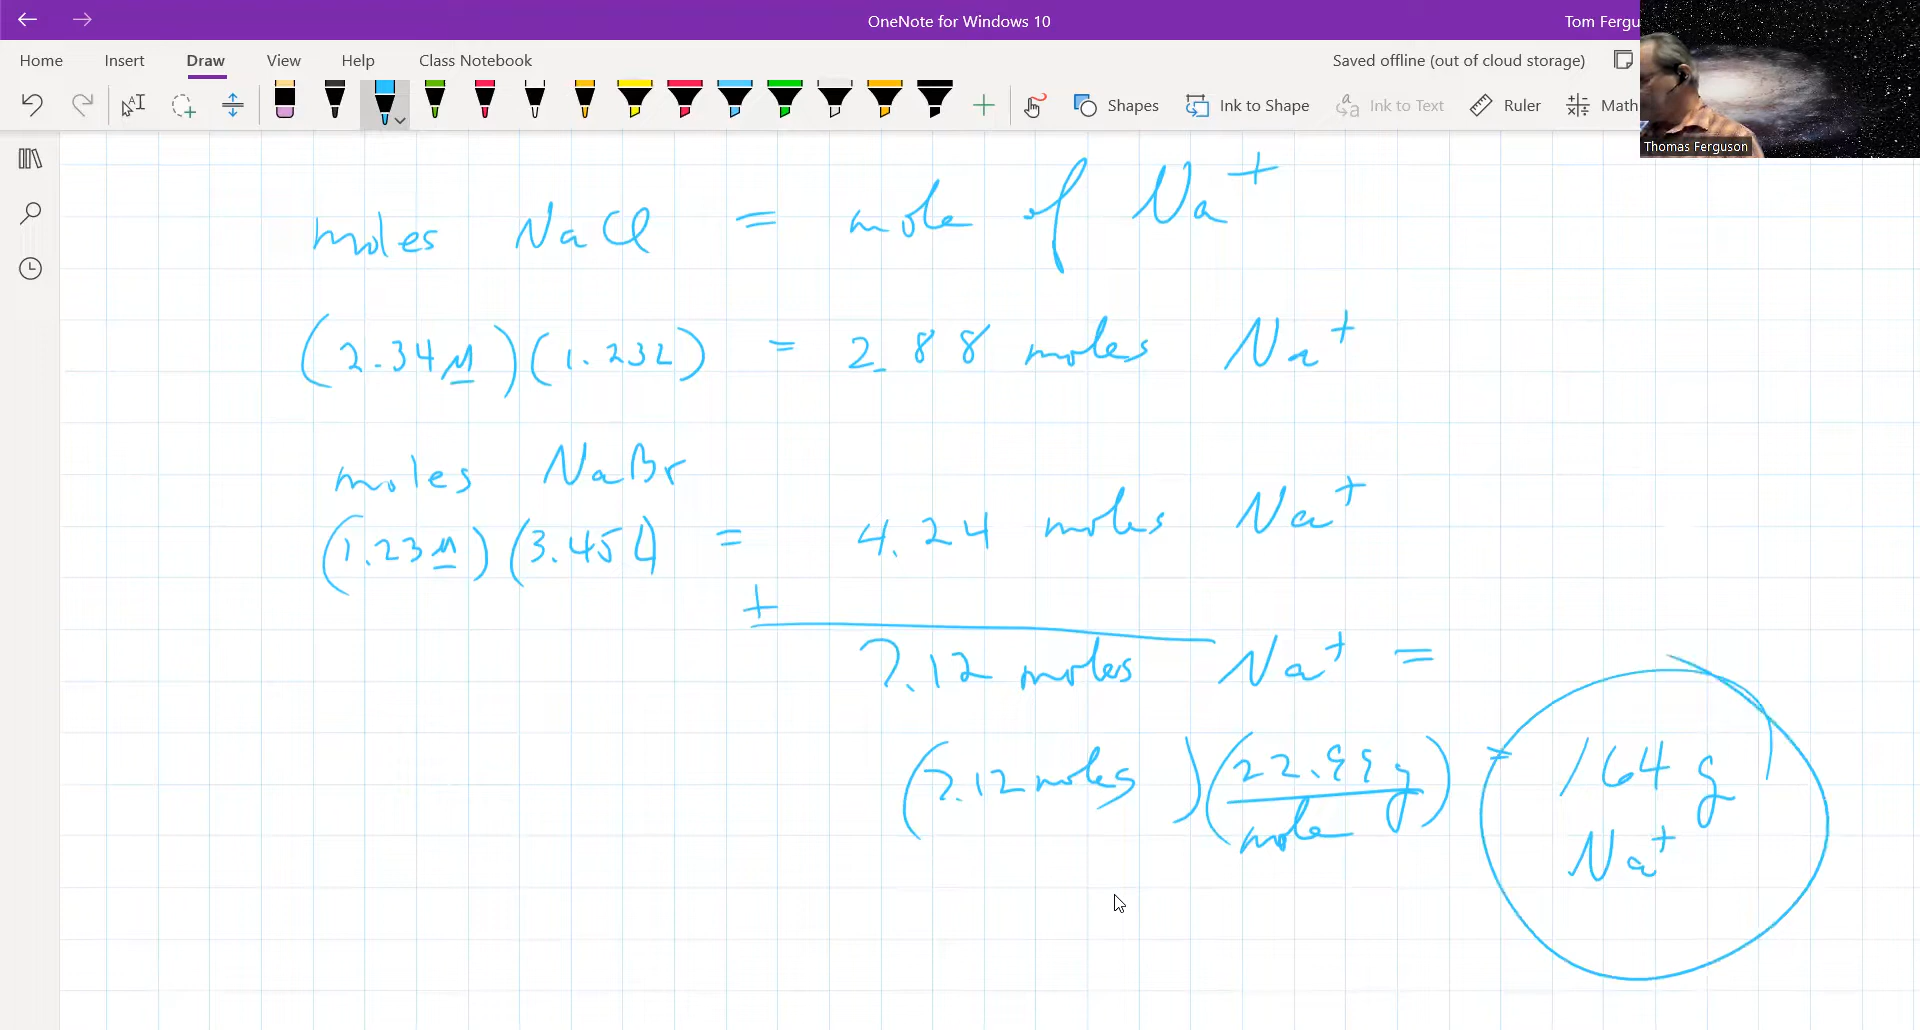 OneNote for Windows 10
Tom Fergu
Home Insert Draw View Help Class Notebook
Saved offline (out of cloud storage)
Shapes Ink to Shape Ink to Text Ruler Math
Thomas Ferguson
moles NaCl = mole of Na⁺
(2.34M)(1.23L) = 2.88 moles Na⁺
moles NaBr
(1.23M)(3.45L) = 4.24 moles Na⁺
+
7.12 moles Na⁺ =
(7.12 moles)(22.99 g/mole) = 164 g
Na⁺